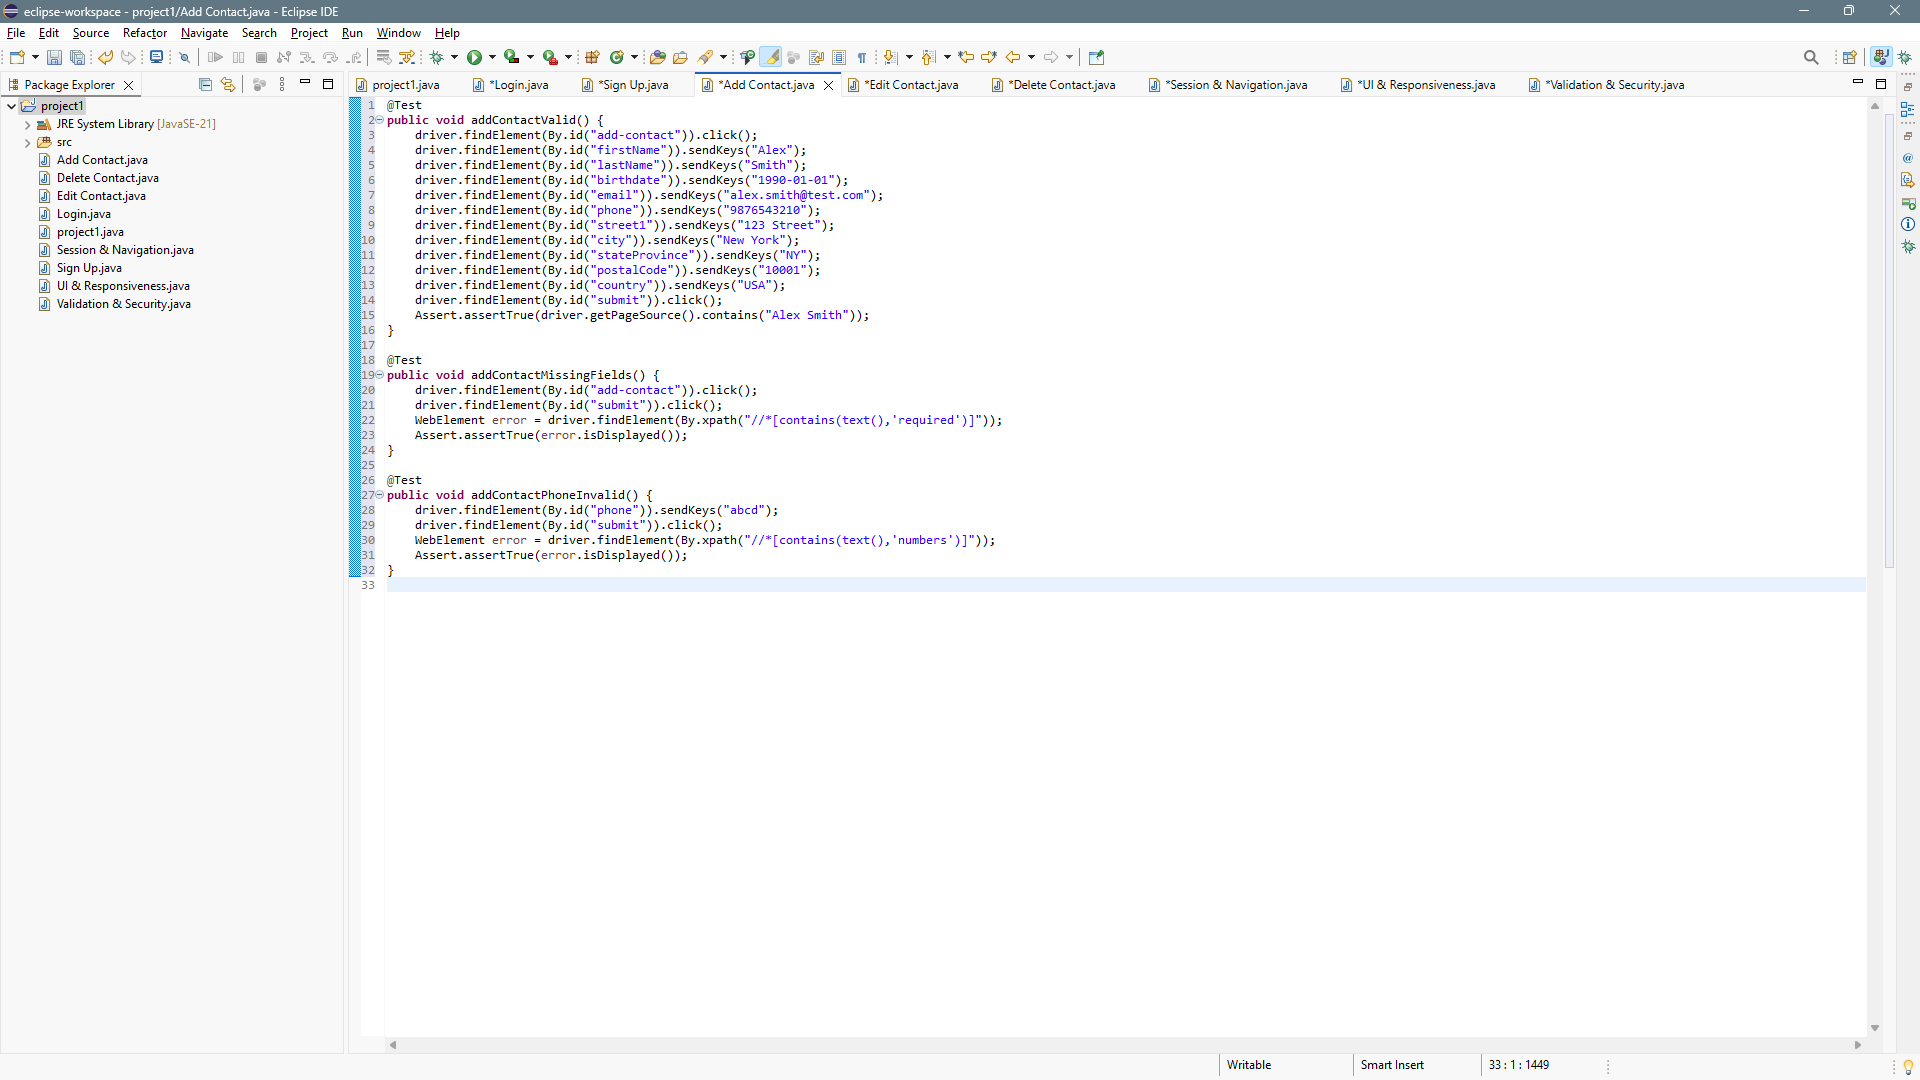 eclipse-workspace - project1/Add Contact.java - Eclipse IDE
File Edit Source Refactor Navigate Search Project Run Window Help
Package Explorer
project1.java *Login.java *Sign Up.java *Add Contact.java *Edit Contact.java *Delete Contact.java *Session & Navigation.java *UI & Responsiveness.java *Validation & Security.java
project1
JRE System Library [JavaSE-21]
src
Add Contact.java
Delete Contact.java
Edit Contact.java
Login.java
project1.java
Session & Navigation.java
Sign Up.java
UI & Responsiveness.java
Validation & Security.java
1 @Test
2 public void addContactValid() {
3 driver.findElement(By.id("add-contact")).click();
4 driver.findElement(By.id("firstName")).sendKeys("Alex");
5 driver.findElement(By.id("lastName")).sendKeys("Smith");
6 driver.findElement(By.id("birthdate")).sendKeys("1990-01-01");
7 driver.findElement(By.id("email")).sendKeys("alex.smith@test.com");
8 driver.findElement(By.id("phone")).sendKeys("9876543210");
9 driver.findElement(By.id("street1")).sendKeys("123 Street");
10 driver.findElement(By.id("city")).sendKeys("New York");
11 driver.findElement(By.id("stateProvince")).sendKeys("NY");
12 driver.findElement(By.id("postalCode")).sendKeys("10001");
13 driver.findElement(By.id("country")).sendKeys("USA");
14 driver.findElement(By.id("submit")).click();
15 Assert.assertTrue(driver.getPageSource().contains("Alex Smith"));
16 }
17
18 @Test
19 public void addContactMissingFields() {
20 driver.findElement(By.id("add-contact")).click();
21 driver.findElement(By.id("submit")).click();
22 WebElement error = driver.findElement(By.xpath("//*[contains(text(),'required')]"));
23 Assert.assertTrue(error.isDisplayed());
24 }
25
26 @Test
27 public void addContactPhoneInvalid() {
28 driver.findElement(By.id("phone")).sendKeys("abcd");
29 driver.findElement(By.id("submit")).click();
30 WebElement error = driver.findElement(By.xpath("//*[contains(text(),'numbers')]"));
31 Assert.assertTrue(error.isDisplayed());
32 }
33
Writable Smart Insert 33 : 1 : 1449